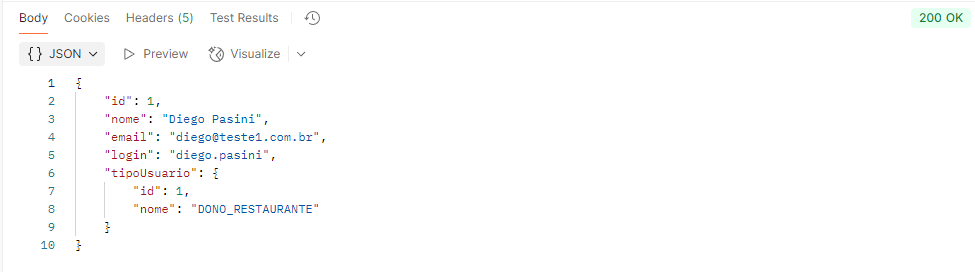 Body Cookies Headers (5) Test Results 200 OK
{} JSON Preview Visualize
1 {
2 "id": 1,
3 "nome": "Diego Pasini",
4 "email": "diego@teste1.com.br",
5 "login": "diego.pasini",
6 "tipoUsuario": {
7 "id": 1,
8 "nome": "DONO_RESTAURANTE"
9 }
10 }